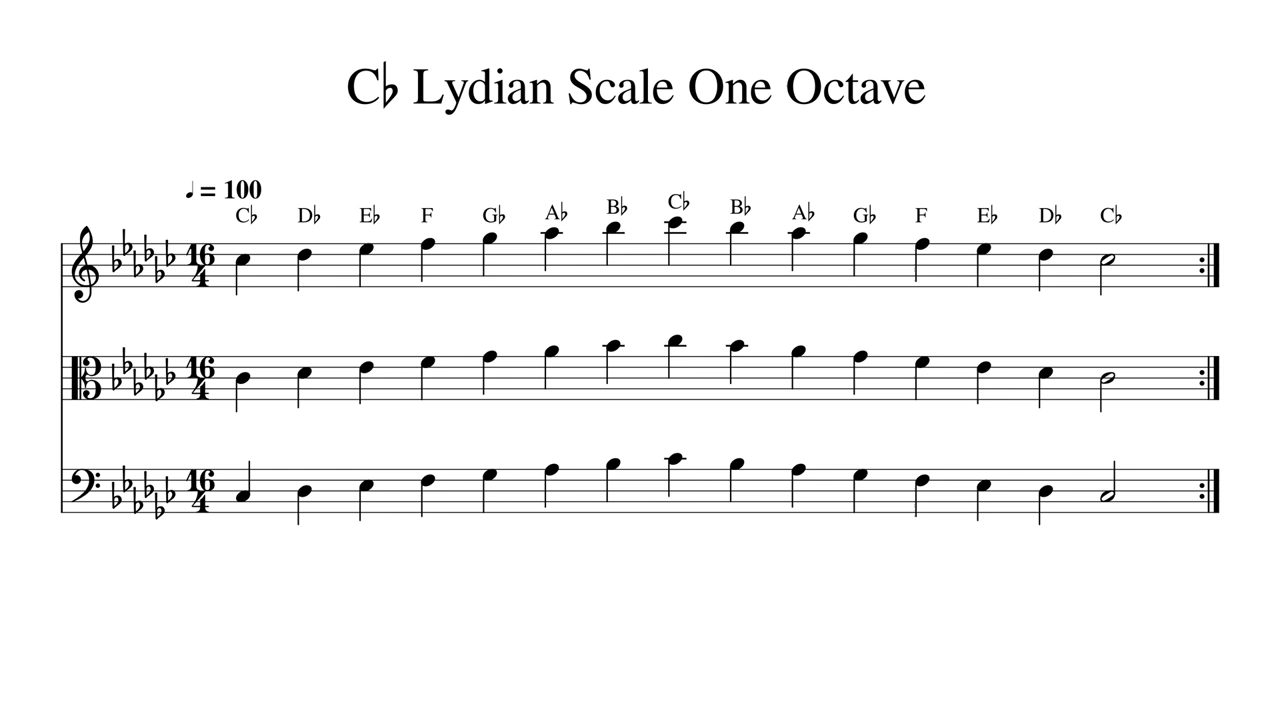 C♭ Lydian Scale One Octave
♩ = 100
C♭ D♭ E♭ F G♭ A♭ B♭ C♭ B♭ A♭ G♭ F E♭ D♭ C♭
16
4
16
4
16
4